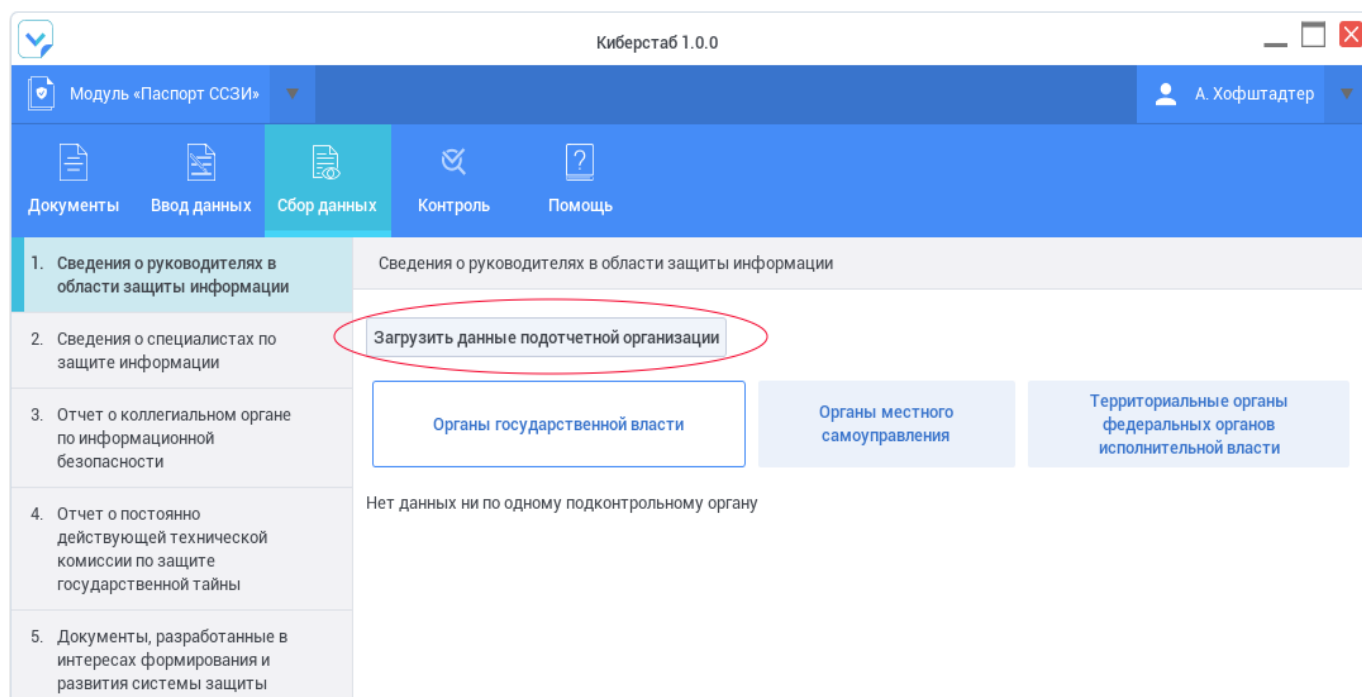 Киберстаб 1.0.0
Модуль «Паспорт ССЗИ»
А. Хофштадтер
Документы
Ввод данных
Сбор данных
Контроль
Помощь
1. Сведения о руководителях в
области защиты информации
2. Сведения о специалистах по
защите информации
3. Отчет о коллегиальном органе
по информационной
безопасности
4. Отчет о постоянно
действующей технической
комиссии по защите
государственной тайны
5. Документы, разработанные в
интересах формирования и
развития системы защиты
Сведения о руководителях в области защиты информации
Загрузить данные подотчетной организации
Органы государственной власти
Органы местного
самоуправления
Территориальные органы
федеральных органов
исполнительной власти
Нет данных ни по одному подконтрольному органу